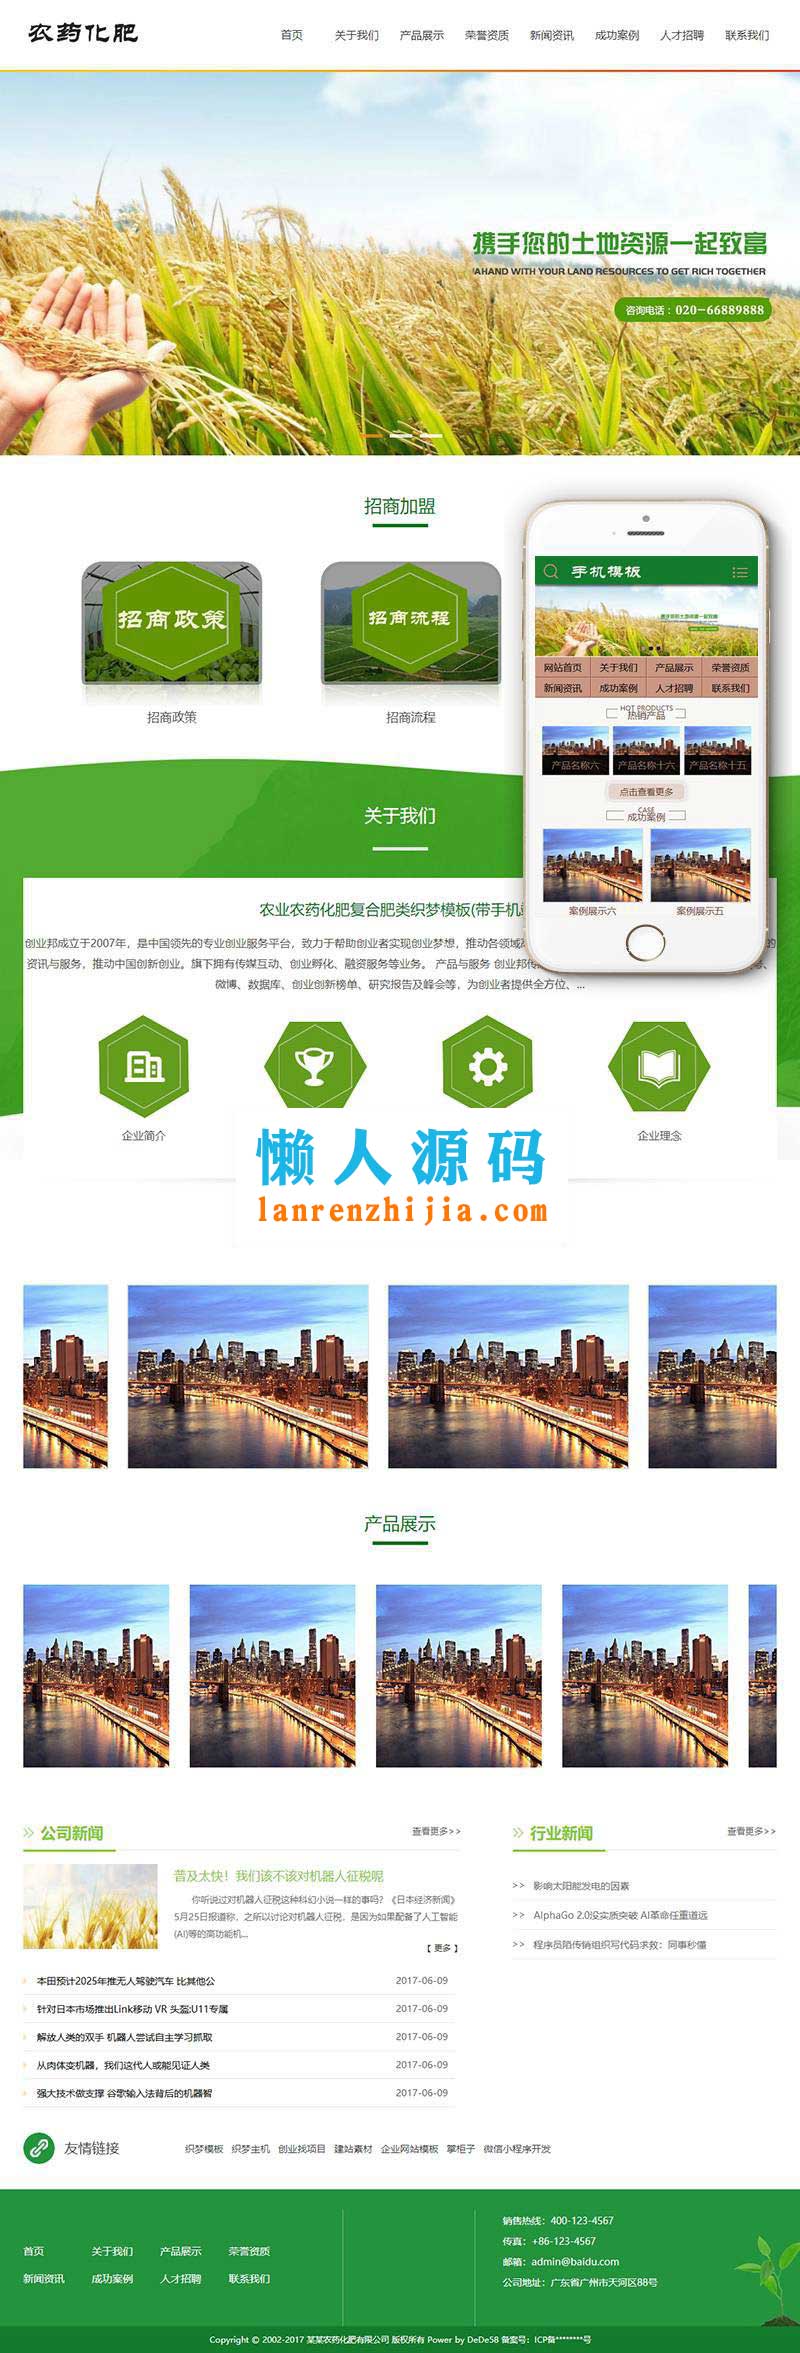 农药化肥
首页 关于我们 产品展示 荣誉资质 新闻资讯 成功案例 人才招聘 联系我们
携手您的土地资源一起致富
AHAND WITH YOUR LAND RESOURCES TO GET RICH TOGETHER
咨询电话：020-66889888
招商加盟
招商政策
招商流程
招商政策
招商流程
手机模板
携手您的土地资源一起致富
网站首页 关于我们 产品展示 荣誉资质
新闻资讯 成功案例 人才招聘 联系我们
HOT PRODUCTS
热销产品
产品名称六 产品名称十六 产品名称十五
点击查看更多
CASE
成功案例
案例展示六 案例展示五
关于我们
农业农药化肥复合肥类织梦模板(带手机
创业邦成立于2007年，是中国领先的专业创业服务平台，致力于帮助创业者实现创业梦想，推动各领域
的
资讯与服务，推动中国创新创业。旗下拥有传媒互动、创业孵化、融资服务等业务。 产品与服务 创业邦传
微博、数据库、创业创新榜单、研究报告及峰会等，为创业者提供全方位、...
企业简介
企业理念
懒人源码
lanrenzhijia.com
产品展示
公司新闻
查看更多>>
普及太快！我们该不该对机器人征税呢
你听说过对机器人征税这种科幻小说一样的事吗？《日本经济新闻》
5月25日报道称，之所以讨论对机器人征税，是因为如果配备了人工智能
(AI)等的高功能机...
【 更多 】
本田预计2025年推无人驾驶汽车 比其他公 2017-06-09
针对日本市场推出Link移动 VR 头盔;U11专属 2017-06-09
解放人类的双手 机器人尝试自主学习抓取 2017-06-09
从肉体变机器，我们这代人或能见证人类 2017-06-09
强大技术做支撑 谷歌输入法背后的机器智 2017-06-09
行业新闻
查看更多>>
>> 影响太阳能发电的因素
>> AlphaGo 2.0没实质突破 AI革命任重道远
>> 程序员陷传销组织写代码求救：同事秒懂
友情链接
织梦模板 织梦主机 创业找项目 建站素材 企业网站模板 掌柜子 微信小程序开发
首页 关于我们 产品展示 荣誉资质
新闻资讯 成功案例 人才招聘 联系我们
销售热线：400-123-4567
传真：+86-123-4567
邮箱：admin@baidu.com
公司地址：广东省广州市天河区88号
Copyright © 2002-2017 某某农药化肥有限公司 版权所有 Power by DeDe58 备案号：ICP备********号